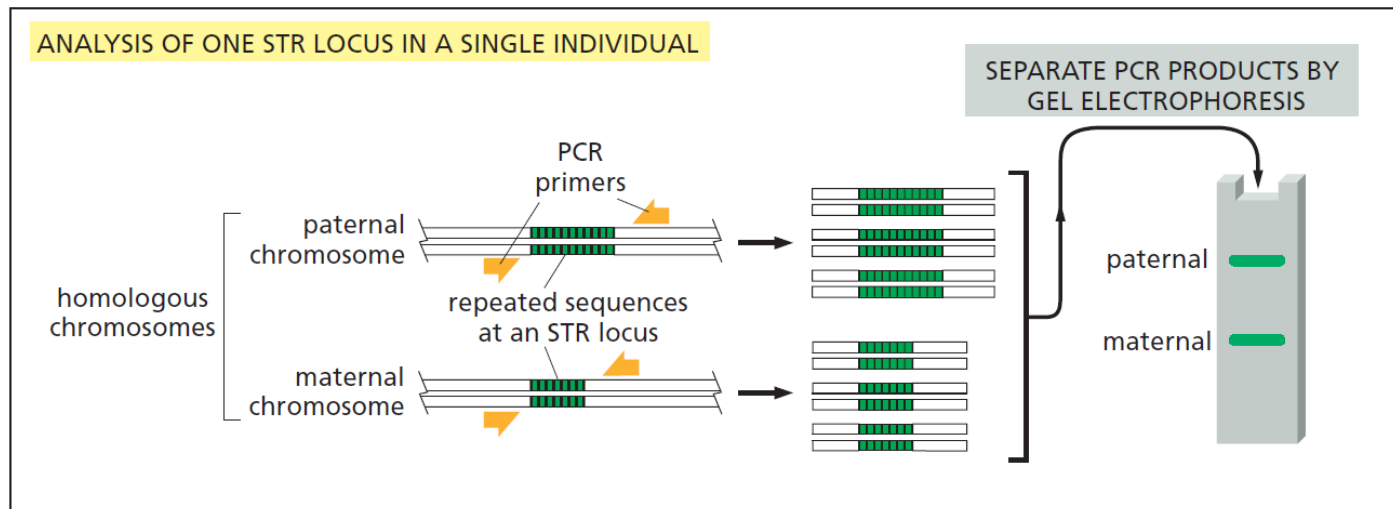 ANALYSIS OF ONE STR LOCUS IN A SINGLE INDIVIDUAL
SEPARATE PCR PRODUCTS BY
GEL ELECTROPHORESIS
PCR
primers
paternal
chromosome
homologous
chromosomes
repeated sequences
at an STR locus
maternal
chromosome
paternal
maternal